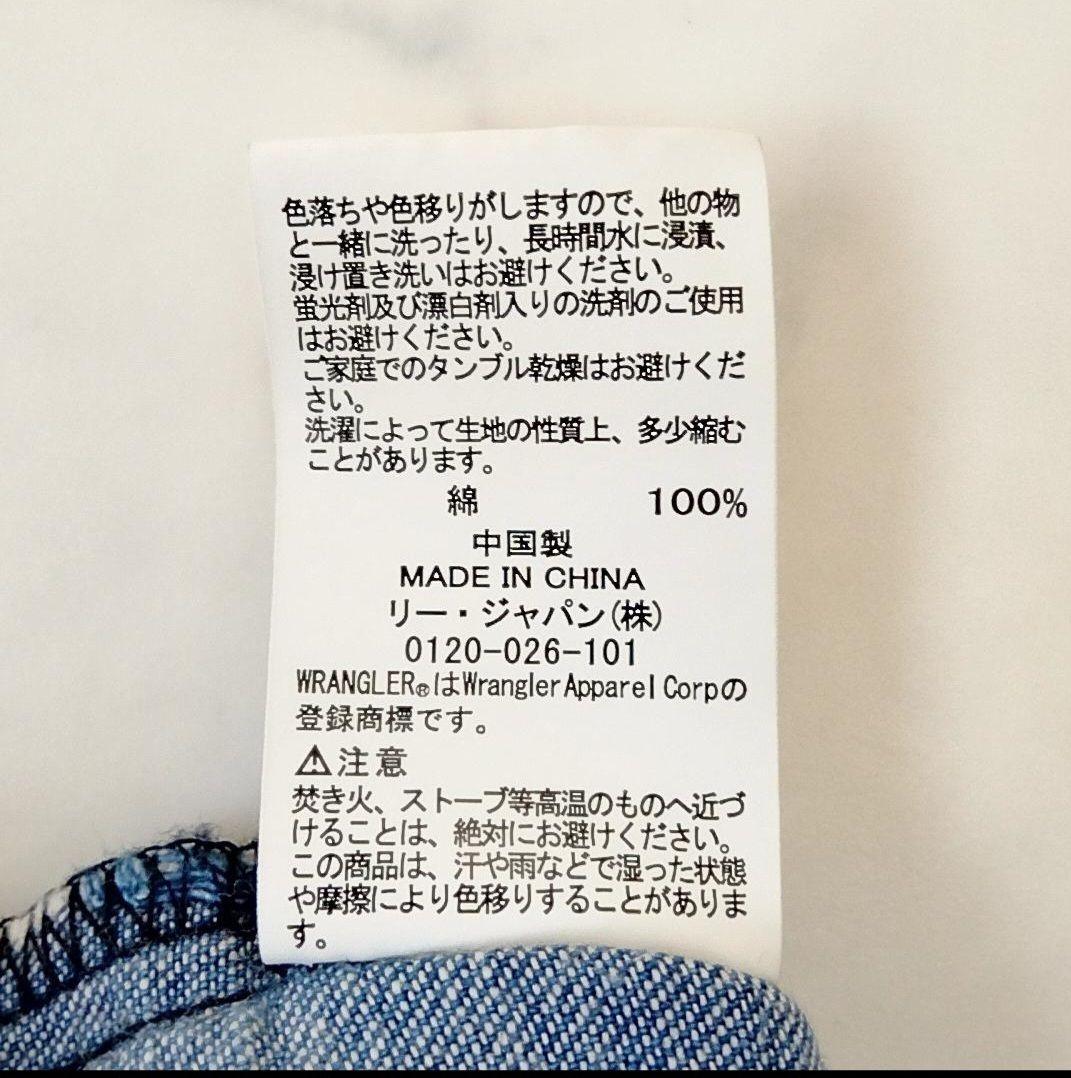 色落ちや色移りがしますので、他の物
と一緒に洗ったり、長時間水に浸漬、
浸け置き洗いはお避けください。
蛍光剤及び漂白剤入りの洗剤のご使用
はお避けください。
ご家庭でのタンブル乾燥はお避けくだ
さい。
洗濯によって生地の性質上、多少縮む
ことがあります。
綿 100%
中国製
MADE IN CHINA
リー・ジャパン(株)
0120-026-101
WRANGLER®はWrangler Apparel Corpの
登録商標です。
⚠注意
焚き火、ストーブ等高温のものへ近づ
けることは、絶対にお避けください。
この商品は、汗や雨などで湿った状態
や摩擦により色移りすることがありま
す。